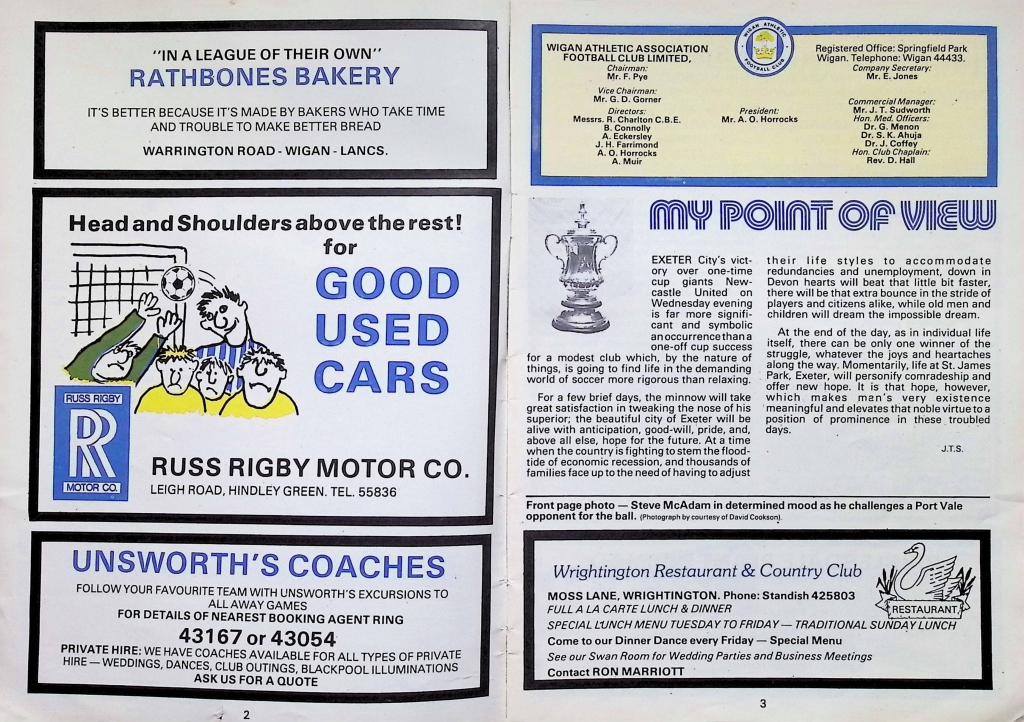 "IN A LEAGUE OF THEIR OWN"
RATHBONES BAKERY
IT'S BETTER BECAUSE IT'S MADE BY BAKERS WHO TAKE TIME
AND TROUBLE TO MAKE BETTER BREAD
WARRINGTON ROAD - WIGAN - LANCS.
Head and Shoulders above the rest!
for
GOOD
USED
CARS
RUSS RIGBY
RR
MOTOR CO.
RUSS RIGBY MOTOR CO.
LEIGH ROAD, HINDLEY GREEN. TEL. 55836
UNSWORTH'S COACHES
FOLLOW YOUR FAVOURITE TEAM WITH UNSWORTH'S EXCURSIONS TO
ALL AWAY GAMES
FOR DETAILS OF NEAREST BOOKING AGENT RING
43167 or 43054
PRIVATE HIRE: WE HAVE COACHES AVAILABLE FOR ALL TYPES OF PRIVATE
HIRE — WEDDINGS, DANCES, CLUB OUTINGS, BLACKPOOL ILLUMINATIONS
ASK US FOR A QUOTE
2
WIGAN ATHLETIC ASSOCIATION
FOOTBALL CLUB LIMITED,
Chairman:
Mr. F. Pye
Vice Chairman:
Mr. G. D. Gorner
Directors:
Messrs. R. Charlton C.B.E.
B. Connolly
A. Eckersley
J. H. Farrimond
A. O. Horrocks
A. Muir
WIGAN ATHLETIC
FOOTBALL CLUB
President:
Mr. A. O. Horrocks
Registered Office: Springfield Park
Wigan. Telephone: Wigan 44433.
Company Secretary:
Mr. E. Jones
Commercial Manager:
Mr. J. T. Sudworth
Hon. Med. Officers:
Dr. G. Menon
Dr. S. K. Ahuja
Dr. J. Coffey
Hon. Club Chaplain:
Rev. D. Hall
MY POINT OF VIEW
EXETER City's vict-
ory over one-time
cup giants New-
castle United on
Wednesday evening
is far more signifi-
cant and symbolic
an occurrence than a
one-off cup success
for a modest club which, by the nature of
things, is going to find life in the demanding
world of soccer more rigorous than relaxing.
For a few brief days, the minnow will take
great satisfaction in tweaking the nose of his
superior; the beautiful city of Exeter will be
alive with anticipation, good-will, pride, and,
above all else, hope for the future. At a time
when the country is fighting to stem the flood-
tide of economic recession, and thousands of
families face up to the need of having to adjust
their life styles to accommodate
redundancies and unemployment, down in
Devon hearts will beat that little bit faster,
there will be that extra bounce in the stride of
players and citizens alike, while old men and
children will dream the impossible dream.
At the end of the day, as in individual life
itself, there can be only one winner of the
struggle, whatever the joys and heartaches
along the way. Momentarily, life at St. James
Park, Exeter, will personify comradeship and
offer new hope. It is that hope, however,
which makes man's very existence
meaningful and elevates that noble virtue to a
position of prominence in these troubled
days.
J.T.S.
Front page photo — Steve McAdam in determined mood as he challenges a Port Vale
opponent for the ball. (Photograph by courtesy of David Cookson).
Wrightington Restaurant & Country Club
RESTAURANT
MOSS LANE, WRIGHTINGTON. Phone: Standish 425803
FULL A LA CARTE LUNCH & DINNER
SPECIAL LUNCH MENU TUESDAY TO FRIDAY — TRADITIONAL SUNDAY LUNCH
Come to our Dinner Dance every Friday — Special Menu
See our Swan Room for Wedding Parties and Business Meetings
Contact RON MARRIOTT
3